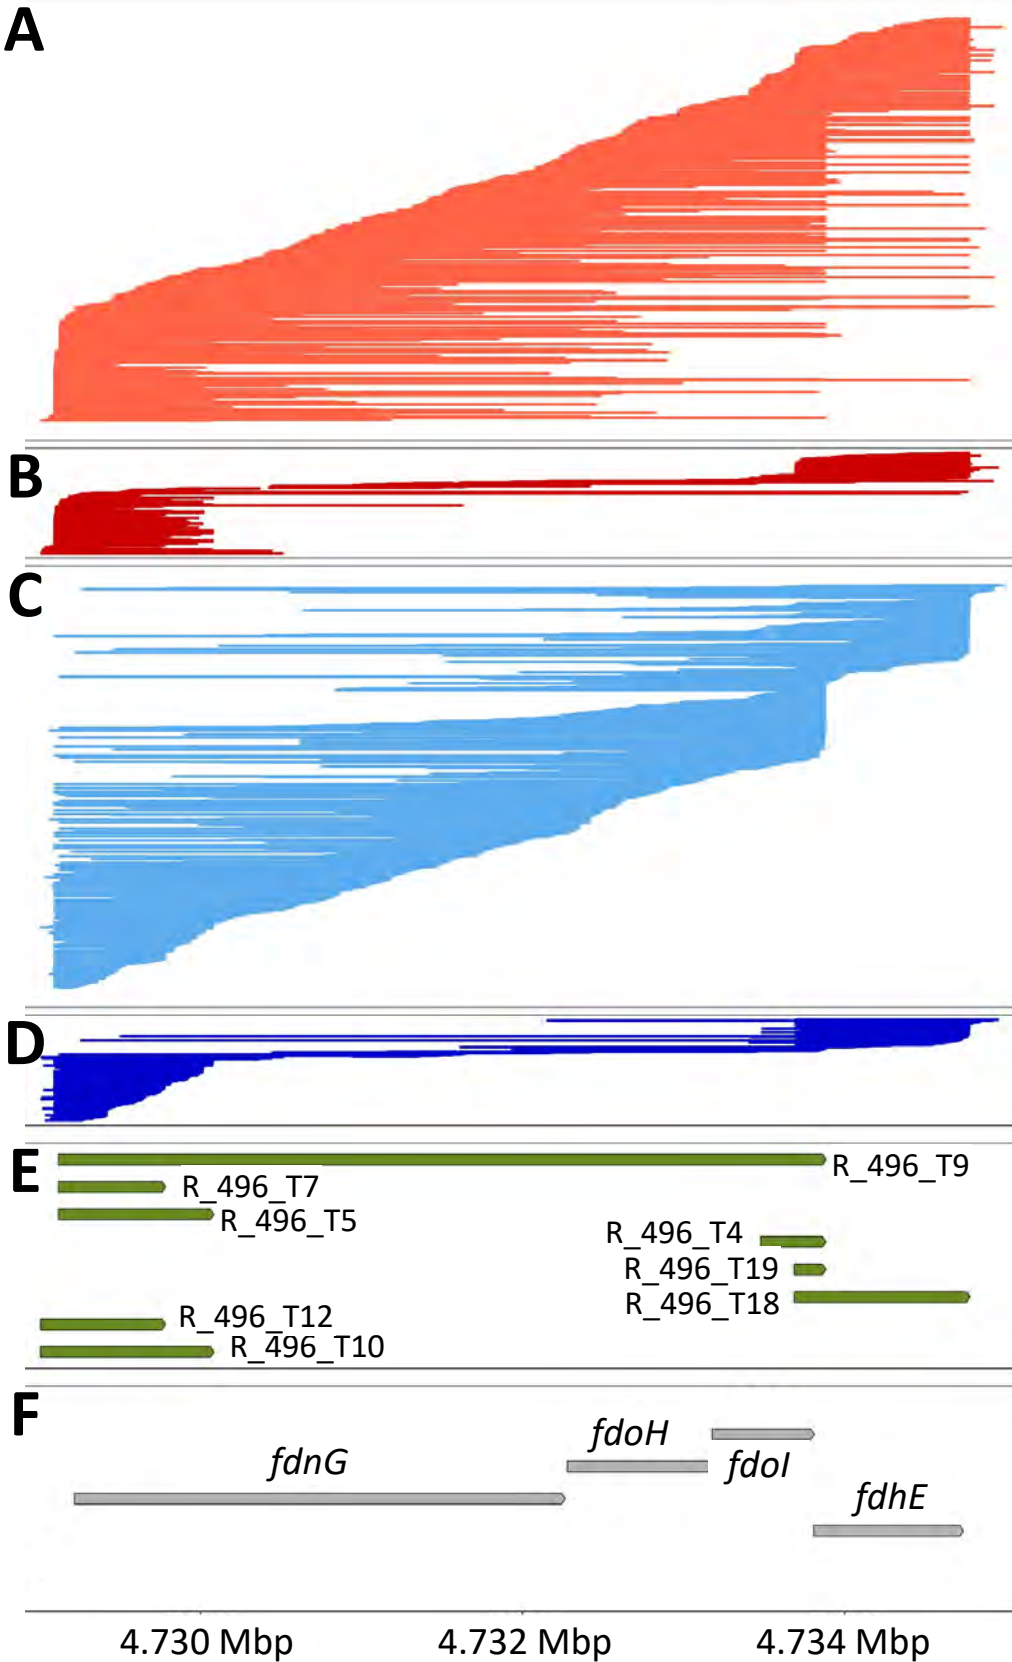 A
B
C
D
E
R_496_T9
R_496_T7
R_496_T5
R_496_T4
R_496_T19
R_496_T18
R_496_T12
R_496_T10
F
fdoH
fdnG
fdoI
fdhE
4.730 Mbp 4.732 Mbp 4.734 Mbp